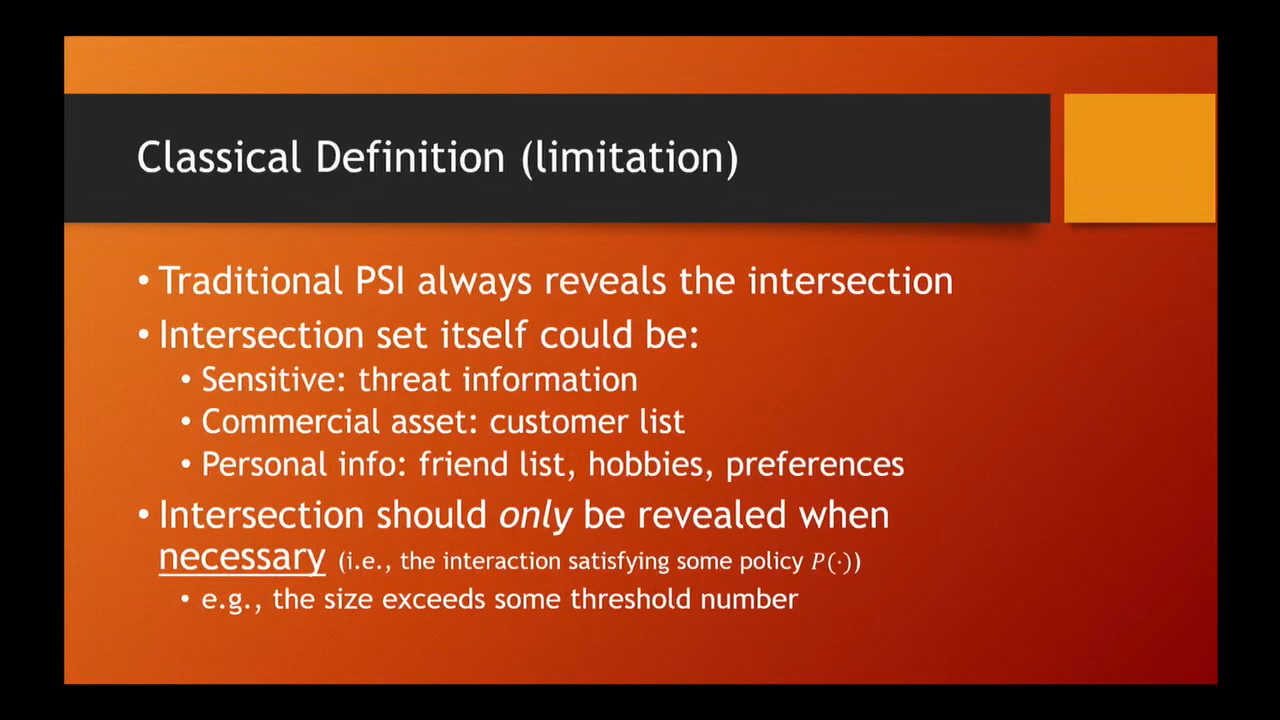 Classical Definition (limitation)
• Traditional PSI always reveals the intersection
• Intersection set itself could be:
• Sensitive: threat information
• Commercial asset: customer list
• Personal info: friend list, hobbies, preferences
• Intersection should only be revealed when
necessary (i.e., the interaction satisfying some policy P(·))
• e.g., the size exceeds some threshold number